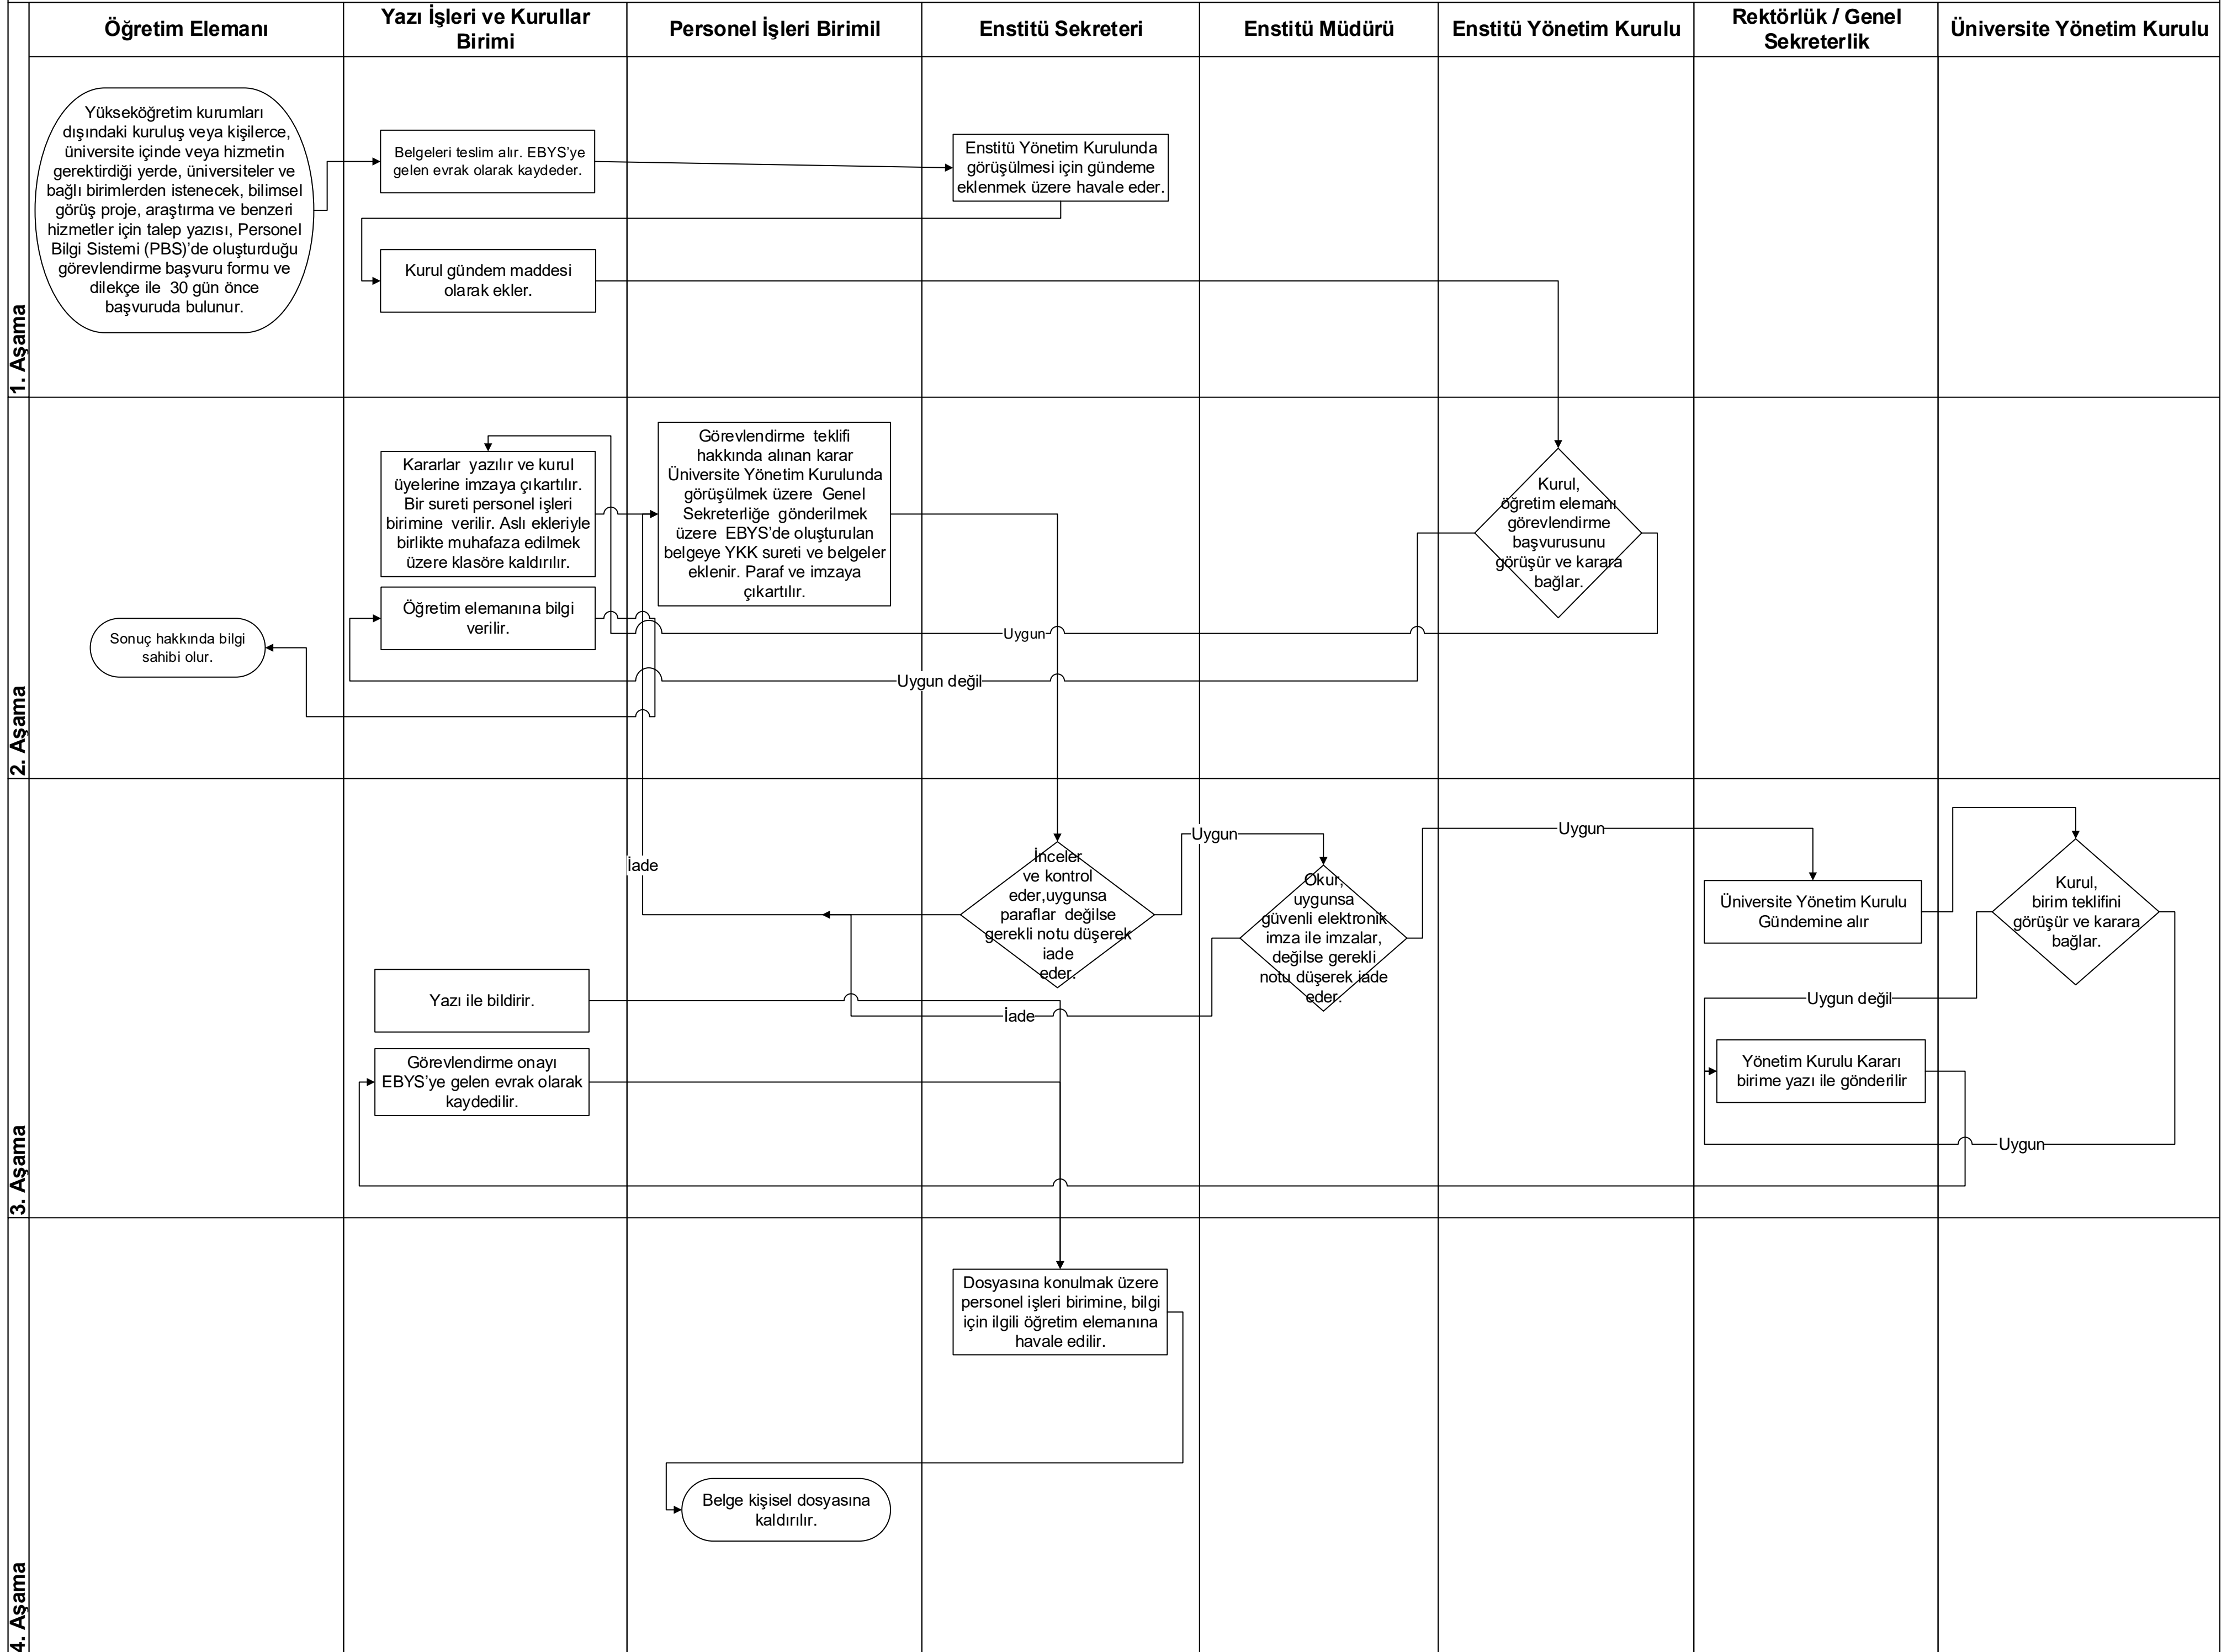 Öğretim Elemanı
Yazı İşleri ve Kurullar
Birimi
Personel İşleri Birimil
Enstitü Sekreteri
Enstitü Müdürü
Enstitü Yönetim Kurulu
Rektörlük / Genel
Sekreterlik
Üniversite Yönetim Kurulu
1. Aşama
Yükseköğretim kurumları
dışındaki kuruluş veya kişilerce,
üniversite içinde veya hizmetin
gerektirdiği yerde, üniversiteler ve
bağlı birimlerden istenecek, bilimsel
görüş proje, araştırma ve benzeri
hizmetler için talep yazısı, Personel
Bilgi Sistemi (PBS)’de oluşturduğu
görevlendirme başvuru formu ve
dilekçe ile 30 gün önce
başvuruda bulunur.
Belgeleri teslim alır. EBYS’ye
gelen evrak olarak kaydeder.
Enstitü Yönetim Kurulunda
görüşülmesi için gündeme
eklenmek üzere havale eder.
Kurul gündem maddesi
olarak ekler.
2. Aşama
Kararlar yazılır ve kurul
üyelerine imzaya çıkartılır.
Bir sureti personel işleri
birimine verilir. Aslı ekleriyle
birlikte muhafaza edilmek
üzere klasöre kaldırılır.
Görevlendirme teklifi
hakkında alınan karar
Üniversite Yönetim Kurulunda
görüşülmek üzere Genel
Sekreterliğe gönderilmek
üzere EBYS’de oluşturulan
belgeye YKK sureti ve belgeler
eklenir. Paraf ve imzaya
çıkartılır.
Kurul,
öğretim elemanı
görevlendirme
başvurusunu
görüşür ve karara
bağlar.
Öğretim elemanına bilgi
verilir.
Sonuç hakkında bilgi
sahibi olur.
Uygun
Uygun değil
3. Aşama
İade
İnceler
ve kontrol
eder,uygunsa
paraflar değilse
gerekli notu düşerek
iade
eder.
Uygun
Okur,
uygunsa
güvenli elektronik
imza ile imzalar,
değilse gerekli
notu düşerek iade
eder.
Uygun
Üniversite Yönetim Kurulu
Gündemine alır
Kurul,
birim teklifini
görüşür ve karara
bağlar.
Yazı ile bildirir.
İade
Uygun değil
Görevlendirme onayı
EBYS’ye gelen evrak olarak
kaydedilir.
Yönetim Kurulu Kararı
birime yazı ile gönderilir
Uygun
4. Aşama
Dosyasına konulmak üzere
personel işleri birimine, bilgi
için ilgili öğretim elemanına
havale edilir.
Belge kişisel dosyasına
kaldırılır.